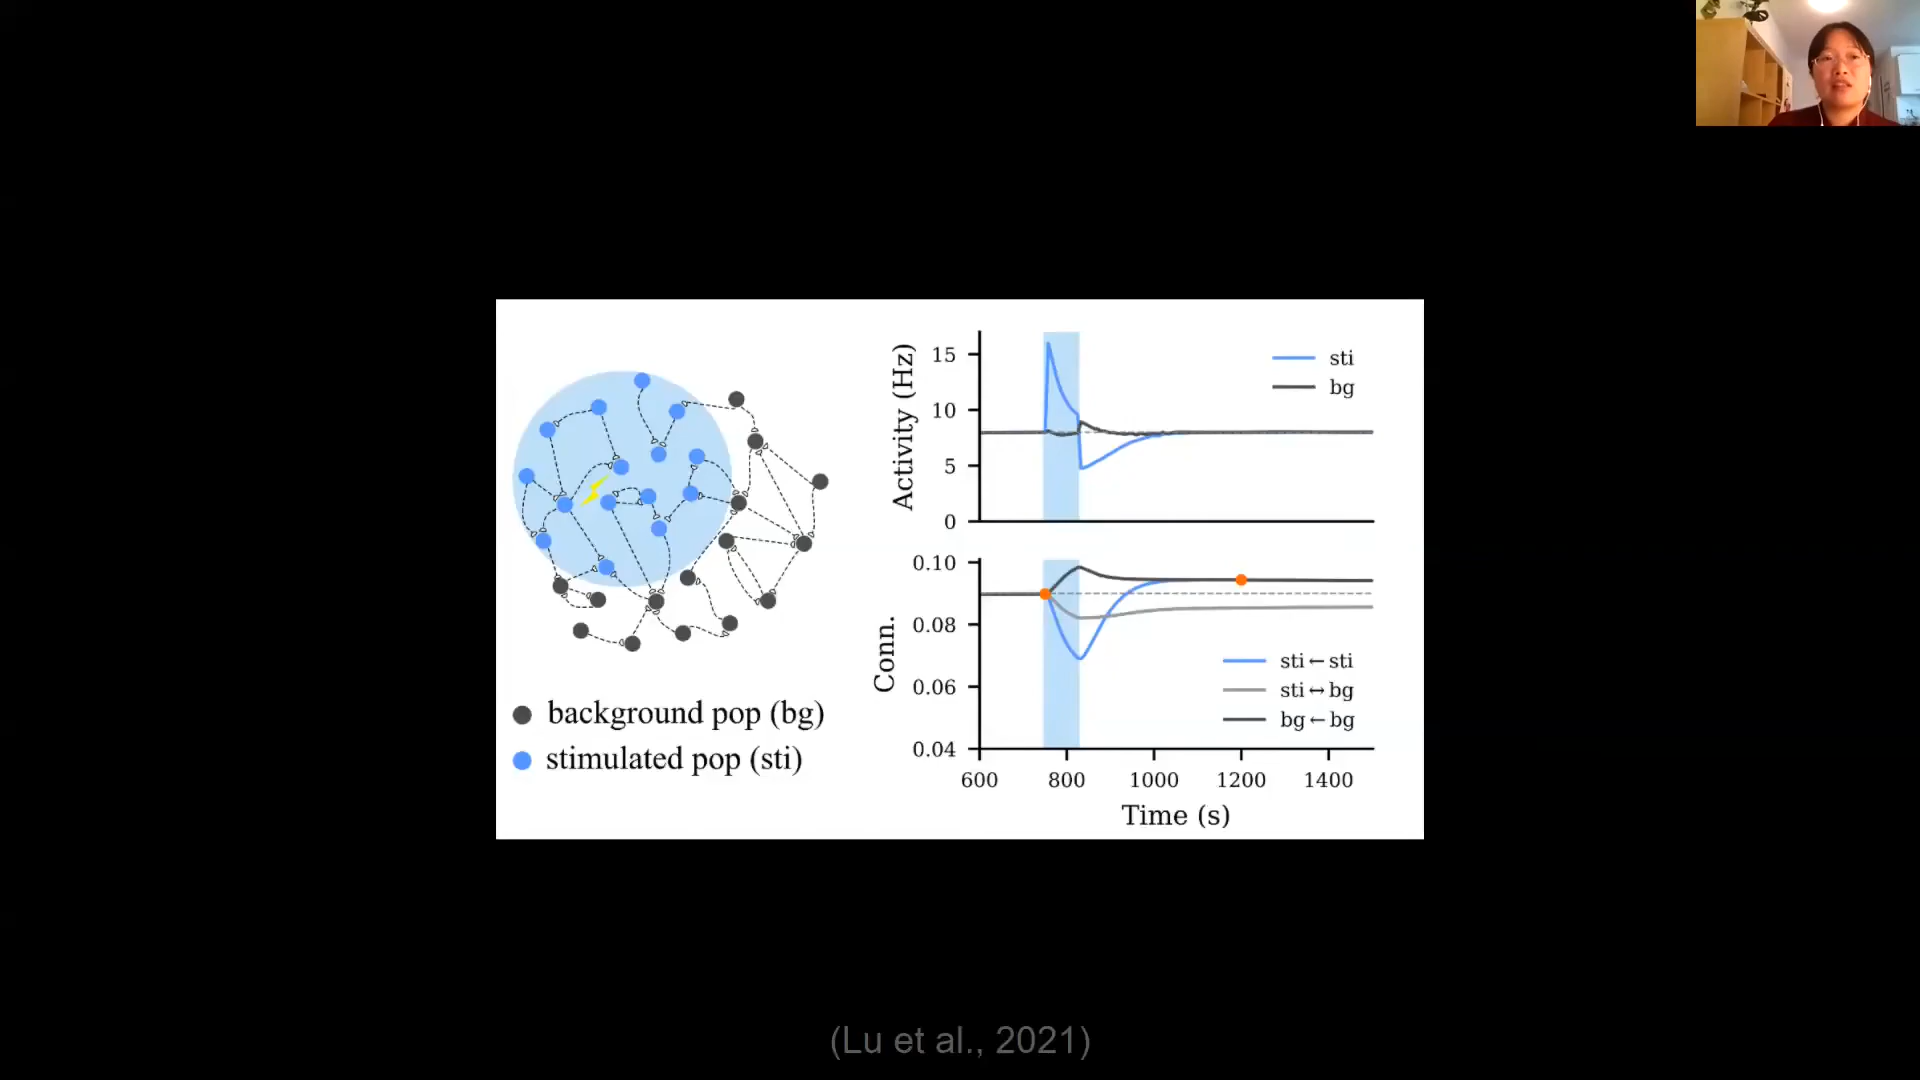 background pop (bg)
stimulated pop (sti)
Activity (Hz)
15
10
5
0
sti
bg
Conn.
0.10
0.08
0.06
0.04
sti←sti
sti↔bg
bg←bg
600 800 1000 1200 1400
Time (s)
(Lu et al., 2021)